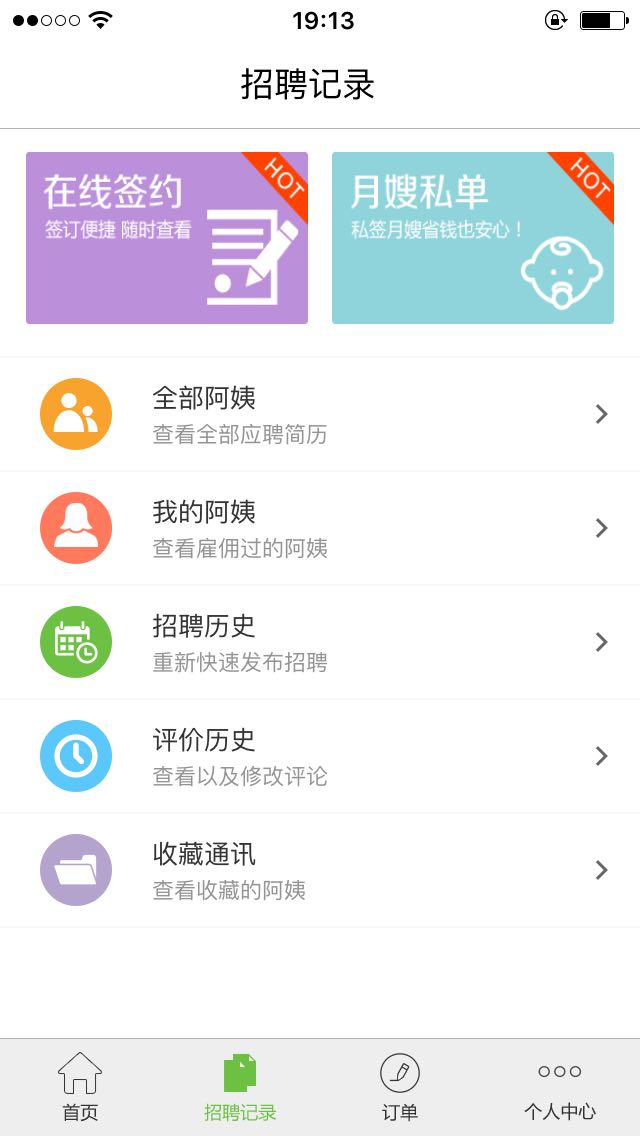 19:13
招聘记录
在线签约
签订便捷 随时查看
HOT
月嫂私单
私签月嫂省钱也安心！
HOT
全部阿姨
查看全部应聘简历
我的阿姨
查看雇佣过的阿姨
招聘历史
重新快速发布招聘
评价历史
查看以及修改评论
收藏通讯
查看收藏的阿姨
首页
招聘记录
订单
个人中心